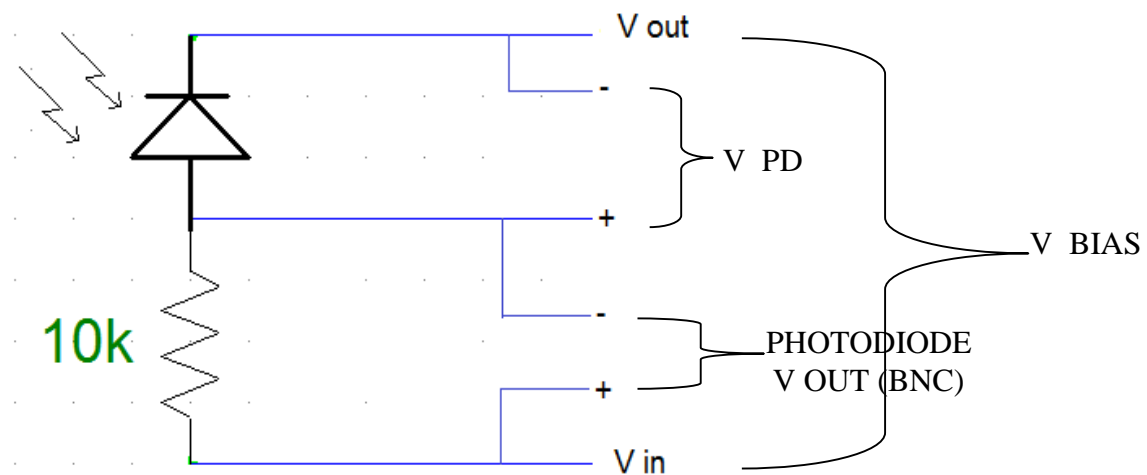 V out
-
V PD
+
V BIAS
-
10k
PHOTODIODE
V OUT (BNC)
+
V in